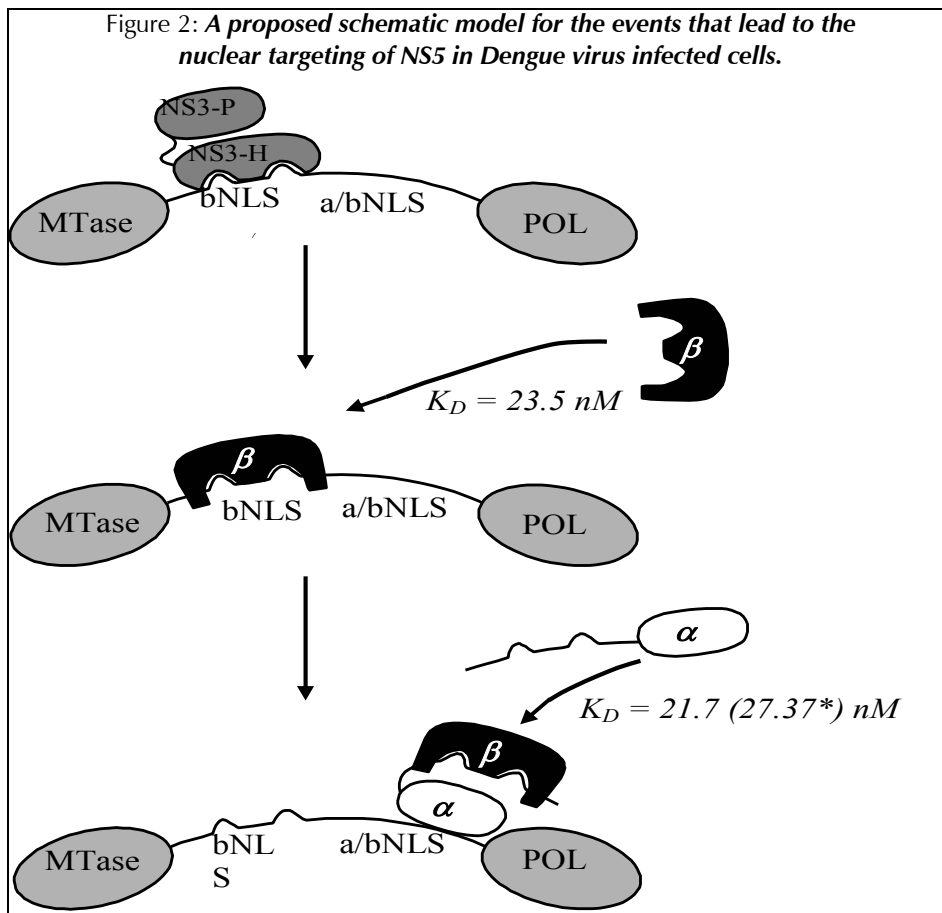 Figure 2: A proposed schematic model for the events that lead to the
nuclear targeting of NS5 in Dengue virus infected cells.
NS3-P
NS3-H
bNLS
a/bNLS
MTase
POL
β
K_D = 23.5 nM
β
bNLS
a/bNLS
MTase
POL
α
K_D = 21.7 (27.37*) nM
β
α
bNL
S
a/bNLS
MTase
POL